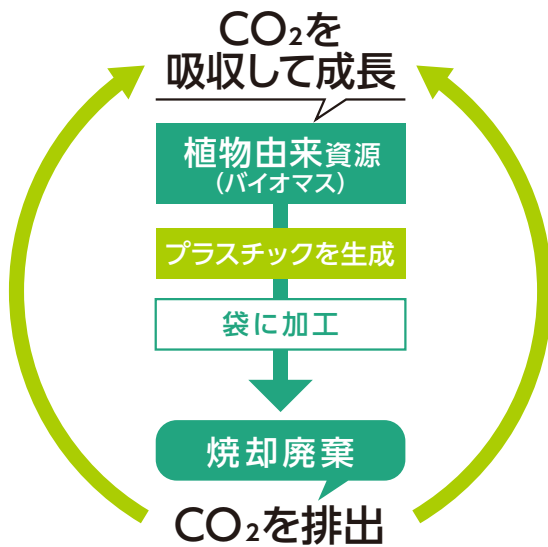 CO₂を
吸収して成長
植物由来資源
(バイオマス)
プラスチックを生成
袋に加工
焼却廃棄
CO₂を排出